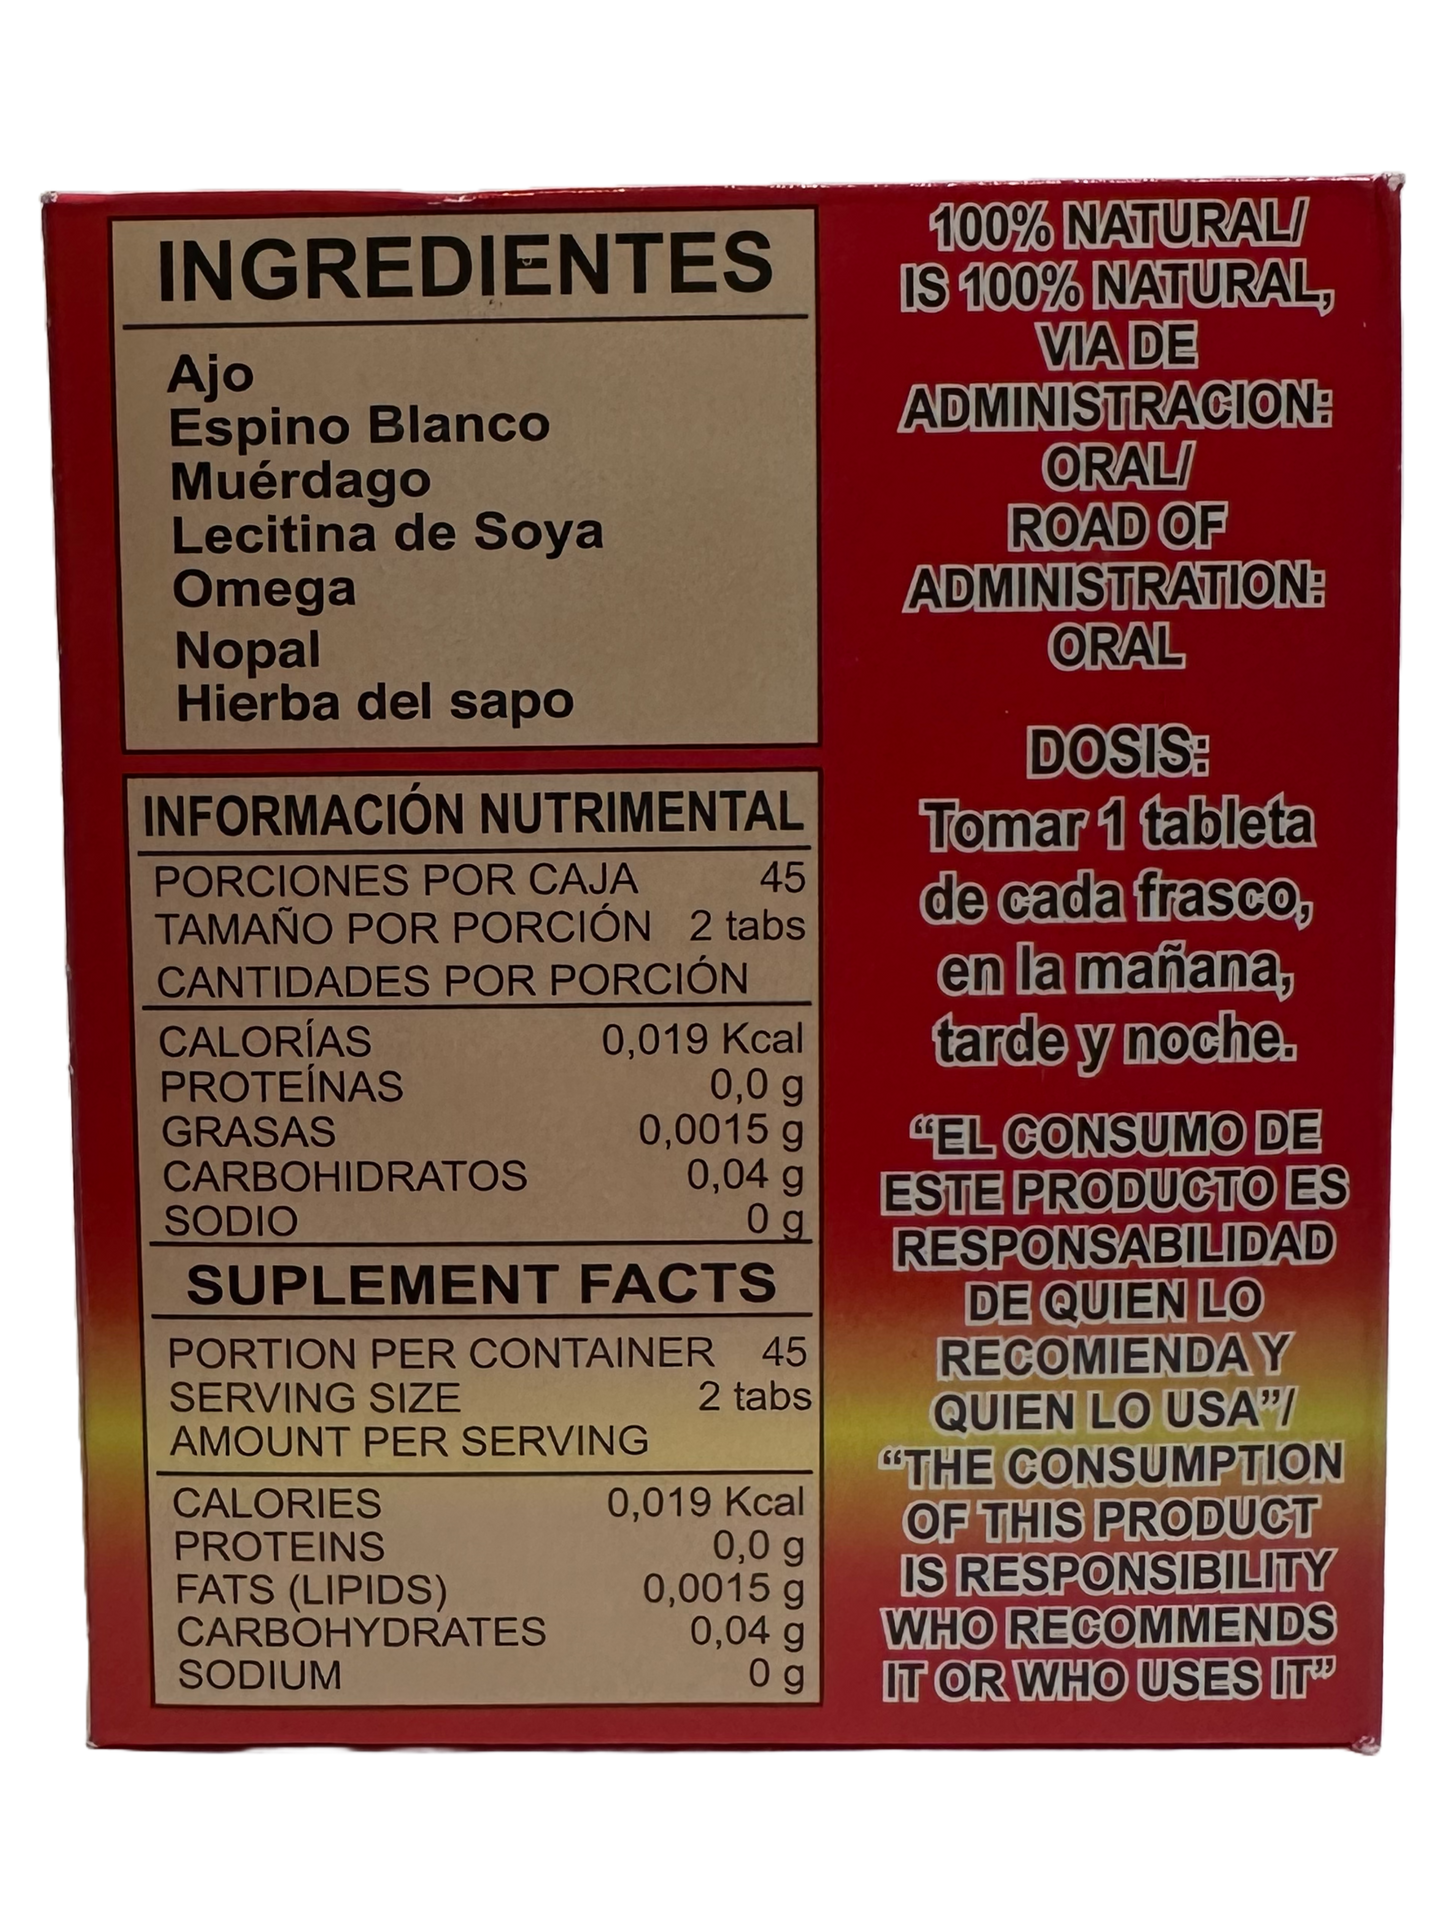 INGREDIENTES
Ajo
Espino Blanco
Muérdago
Lecitina de Soya
Omega
Nopal
Hierba del sapo
INFORMACIÓN NUTRIMENTAL
PORCIONES POR CAJA 45
TAMAÑO POR PORCIÓN 2 tabs
CANTIDADES POR PORCIÓN
CALORÍAS 0,019 Kcal
PROTEÍNAS 0,0 g
GRASAS 0,0015 g
CARBOHIDRATOS 0,04 g
SODIO 0 g
SUPLEMENT FACTS
PORTION PER CONTAINER 45
SERVING SIZE 2 tabs
AMOUNT PER SERVING
CALORIES 0,019 Kcal
PROTEINS 0,0 g
FATS (LIPIDS) 0,0015 g
CARBOHYDRATES 0,04 g
SODIUM 0 g
100% NATURAL/
IS 100% NATURAL,
VIA DE
ADMINISTRACION:
ORAL/
ROAD OF
ADMINISTRATION:
ORAL
DOSIS:
Tomar 1 tableta
de cada frasco,
en la mañana,
tarde y noche.
“EL CONSUMO DE
ESTE PRODUCTO ES
RESPONSABILIDAD
DE QUIEN LO
RECOMIENDA Y
QUIEN LO USA”/
“THE CONSUMPTION
OF THIS PRODUCT
IS RESPONSIBILITY
WHO RECOMMENDS
IT OR WHO USES IT”